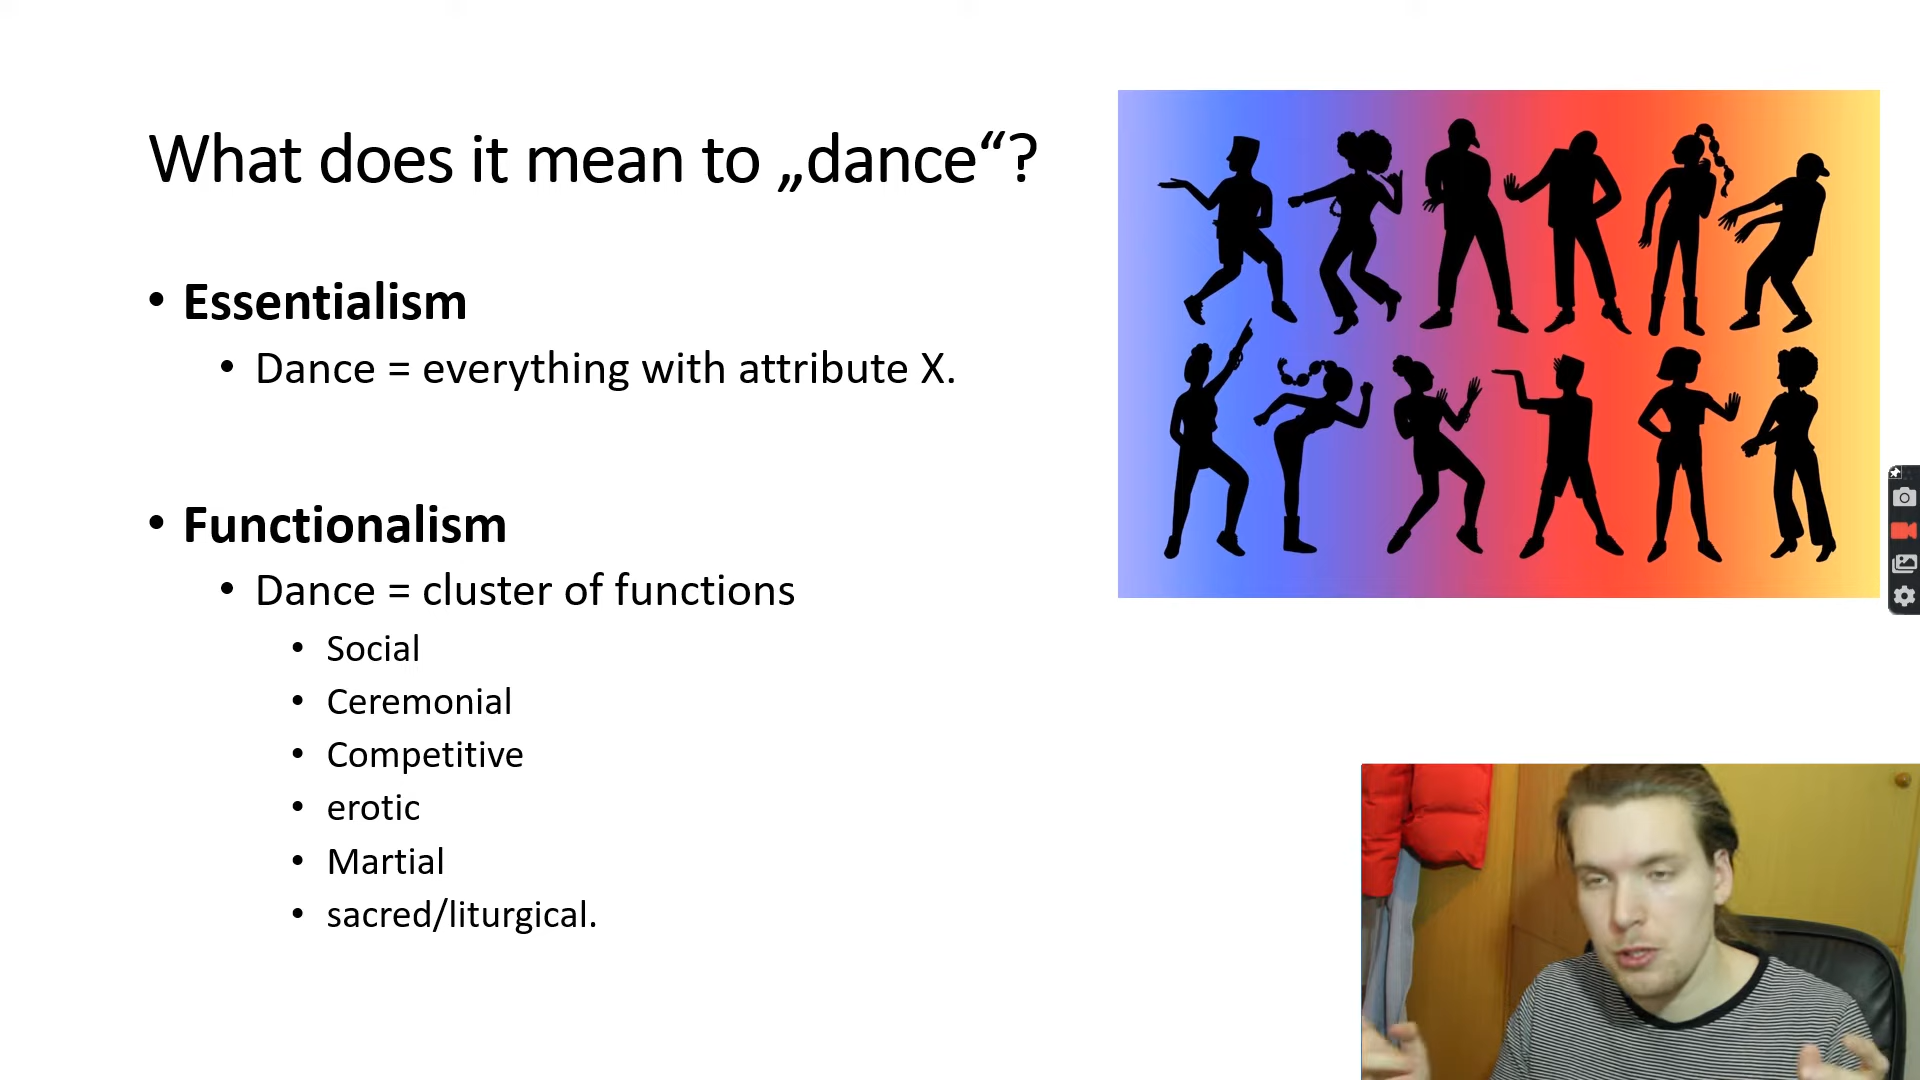 What does it mean to „dance“?
• Essentialism
• Dance = everything with attribute X.
• Functionalism
• Dance = cluster of functions
• Social
• Ceremonial
• Competitive
• erotic
• Martial
• sacred/liturgical.